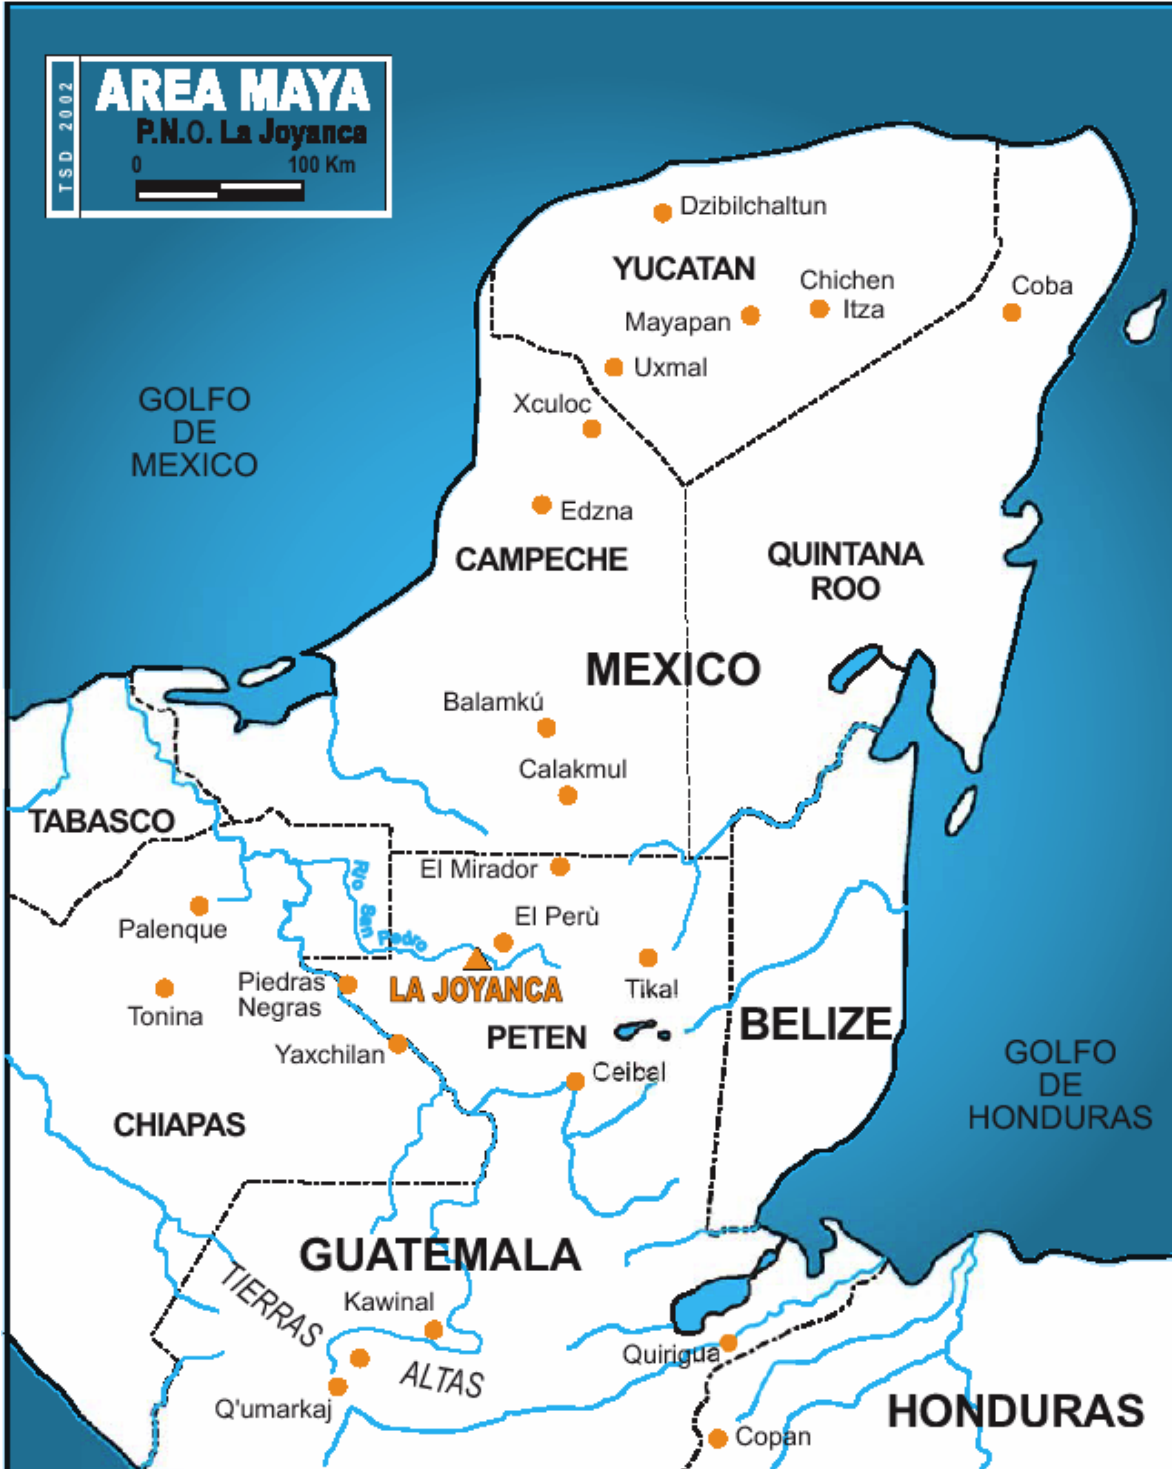 TSD 2002
AREA MAYA
P.N.O. La Joyanca
0 100 Km
Dzibilchaltun
YUCATAN
Chichen
Itza
Coba
Mayapan
Uxmal
Xculoc
GOLFO
DE
MEXICO
Edzna
CAMPECHE
QUINTANA
ROO
MEXICO
Balamkú
Calakmul
TABASCO
El Mirador
Río San Pedro
El Perù
Palenque
Piedras
Negras
LA JOYANCA
Tikal
Tonina
PETEN
BELIZE
Yaxchilan
Ceibal
GOLFO
DE
HONDURAS
CHIAPAS
GUATEMALA
TIERRAS
ALTAS
Kawinal
Quirigua
Q'umarkaj
HONDURAS
Copan